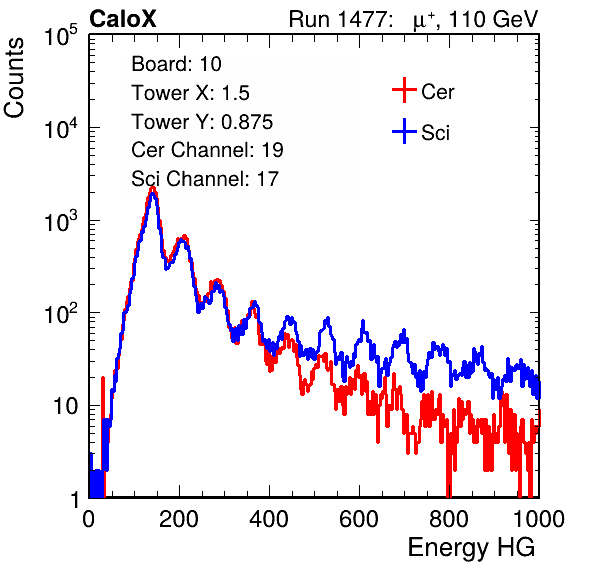 CaloX Run 1477: μ⁺, 110 GeV
Counts
10⁵
10⁴
10³
10²
10
1
Board: 10
Tower X: 1.5
Tower Y: 0.875
Cer Channel: 19
Sci Channel: 17
Cer
Sci
0 200 400 600 800 1000
Energy HG